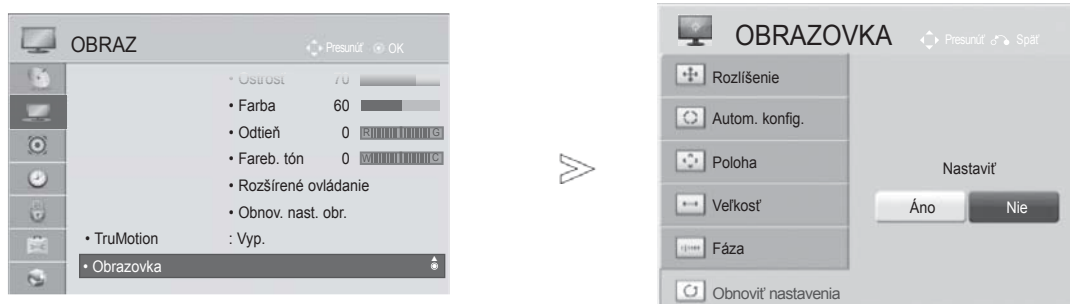 OBRAZ Presunúť OK
• Ostrosť 70
• Farba 60
• Odtieň 0 R G
• Fareb. tón 0 W C
• Rozšírené ovládanie
• Obnov. nast. obr.
• TruMotion : Vyp.
• Obrazovka
OBRAZOVKA Presunúť Späť
Rozlíšenie
Autom. konfig.
Poloha
Veľkosť
Fáza
Obnoviť nastavenia
Nastaviť
Áno Nie